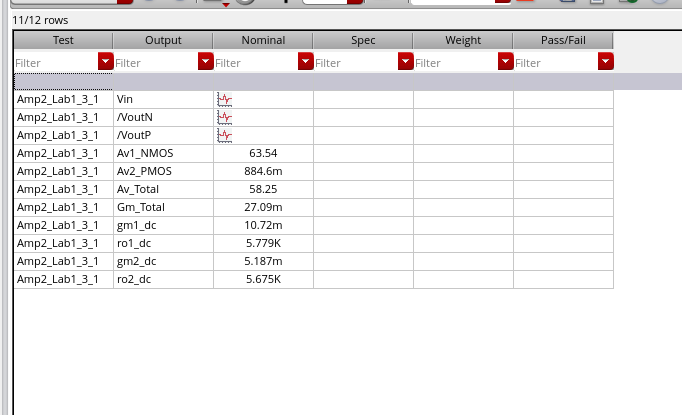 11/12 rows
Test Output Nominal Spec Weight Pass/Fail
Filter Filter Filter Filter Filter Filter
Amp2_Lab1_3_1 Vin
Amp2_Lab1_3_1 /VoutN
Amp2_Lab1_3_1 /VoutP
Amp2_Lab1_3_1 Av1_NMOS 63.54
Amp2_Lab1_3_1 Av2_PMOS 884.6m
Amp2_Lab1_3_1 Av_Total 58.25
Amp2_Lab1_3_1 Gm_Total 27.09m
Amp2_Lab1_3_1 gm1_dc 10.72m
Amp2_Lab1_3_1 ro1_dc 5.779K
Amp2_Lab1_3_1 gm2_dc 5.187m
Amp2_Lab1_3_1 ro2_dc 5.675K